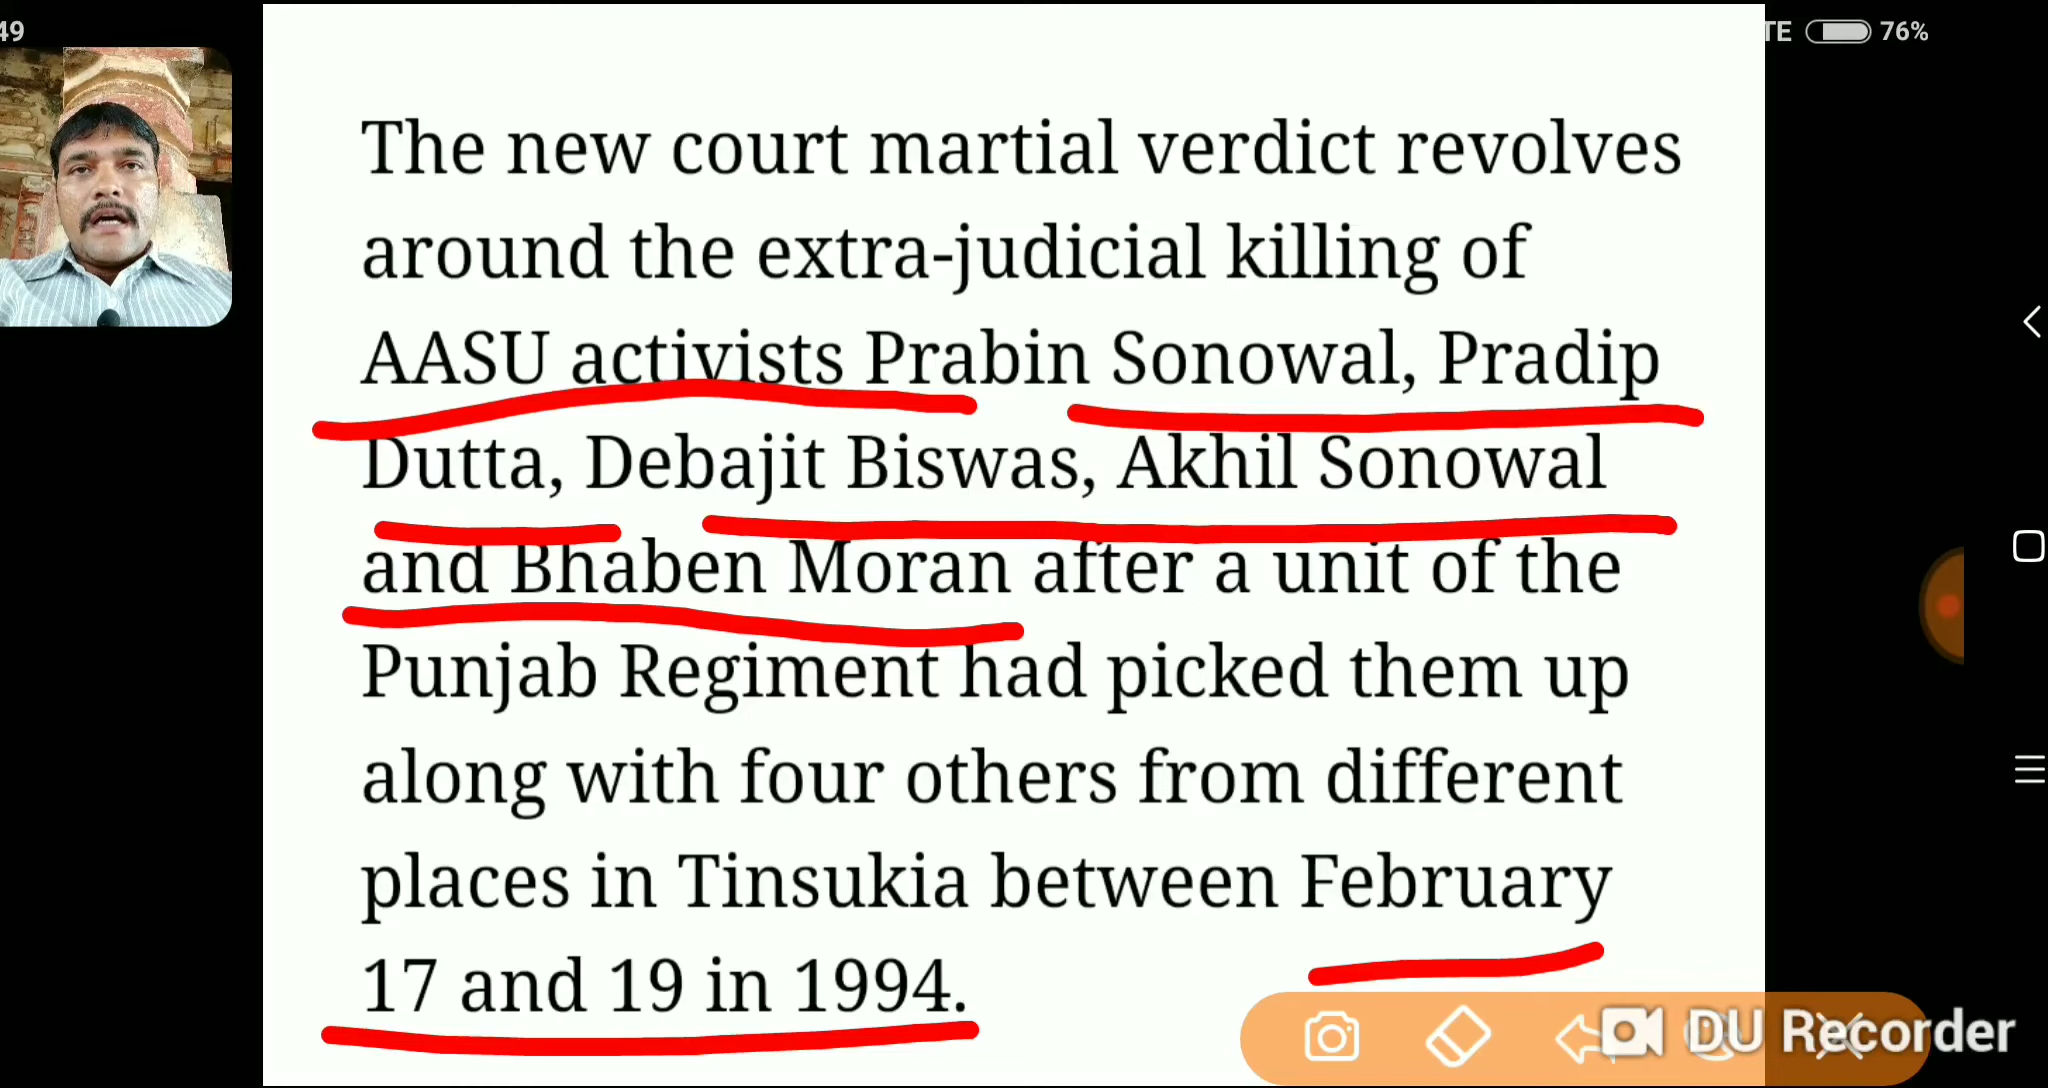 49
TE 76%
The new court martial verdict revolves
around the extra-judicial killing of
AASU activists Prabin Sonowal, Pradip
Dutta, Debajit Biswas, Akhil Sonowal
and Bhaben Moran after a unit of the
Punjab Regiment had picked them up
along with four others from different
places in Tinsukia between February
17 and 19 in 1994.
DU Recorder